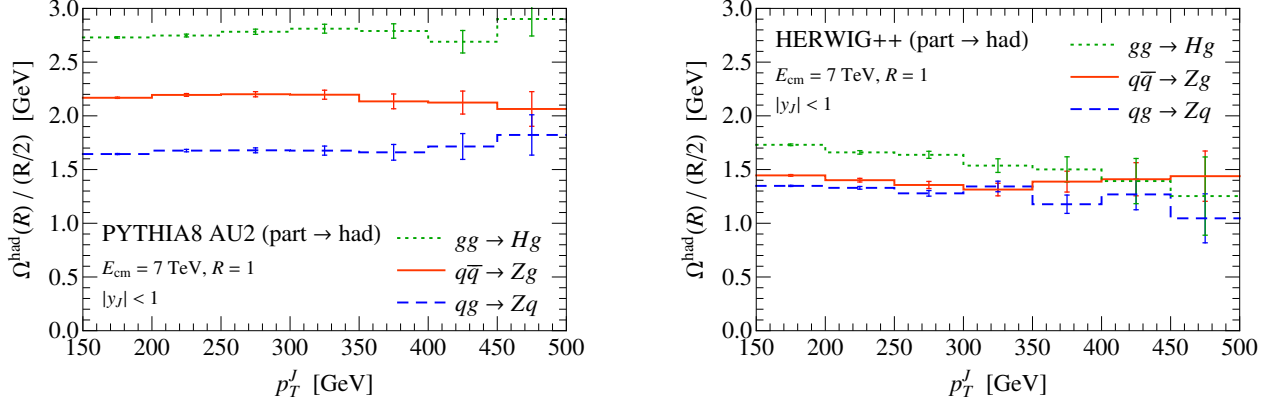 Ω^had(R) / (R/2) [GeV]
3.0
2.5
2.0
1.5
1.0
0.5
0.0
PYTHIA8 AU2 (part → had)
E_cm = 7 TeV, R = 1
|y_J| < 1
gg → Hg
qq̅ → Zg
qg → Zq
150 200 250 300 350 400 450 500
p_T^J [GeV]
Ω^had(R) / (R/2) [GeV]
3.0
2.5
2.0
1.5
1.0
0.5
0.0
HERWIG++ (part → had)
E_cm = 7 TeV, R = 1
|y_J| < 1
gg → Hg
qq̅ → Zg
qg → Zq
150 200 250 300 350 400 450 500
p_T^J [GeV]